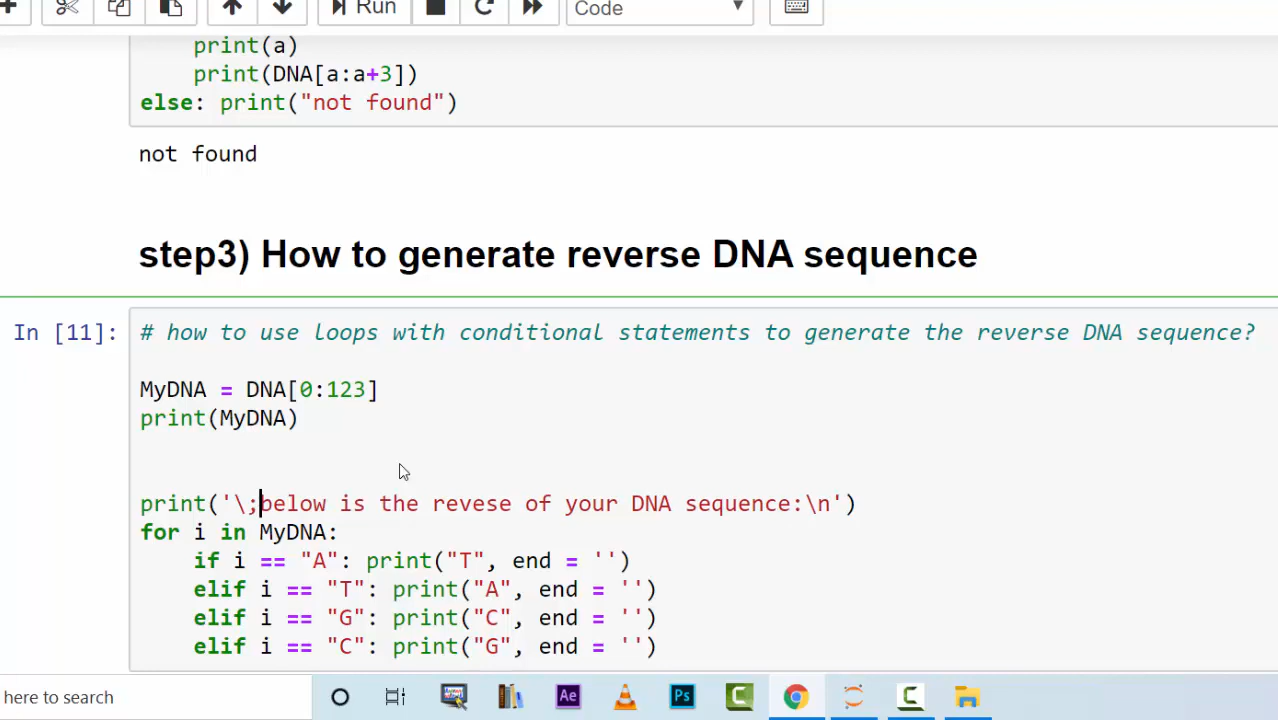 Run
Code
print(a)
print(DNA[a:a+3])
else: print("not found")
not found
step3) How to generate reverse DNA sequence
In [11]:
# how to use loops with conditional statements to generate the reverse DNA sequence?
MyDNA = DNA[0:123]
print(MyDNA)
print('\;below is the revese of your DNA sequence:\n')
for i in MyDNA:
if i == "A": print("T", end = '')
elif i == "T": print("A", end = '')
elif i == "G": print("C", end = '')
elif i == "C": print("G", end = '')
here to search
Ae
Ps
C
C